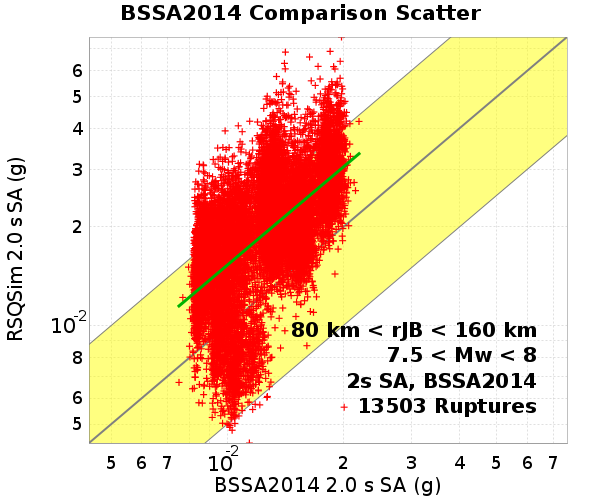 BSSA2014 Comparison Scatter
RSQSim 2.0 s SA (g)
6
5
4
3
2
10-2
8
6
5
80 km < rJB < 160 km
7.5 < Mw < 8
2s SA, BSSA2014
+ 13503 Ruptures
5 6 7 10-2 2 3 4 5 6 7
BSSA2014 2.0 s SA (g)